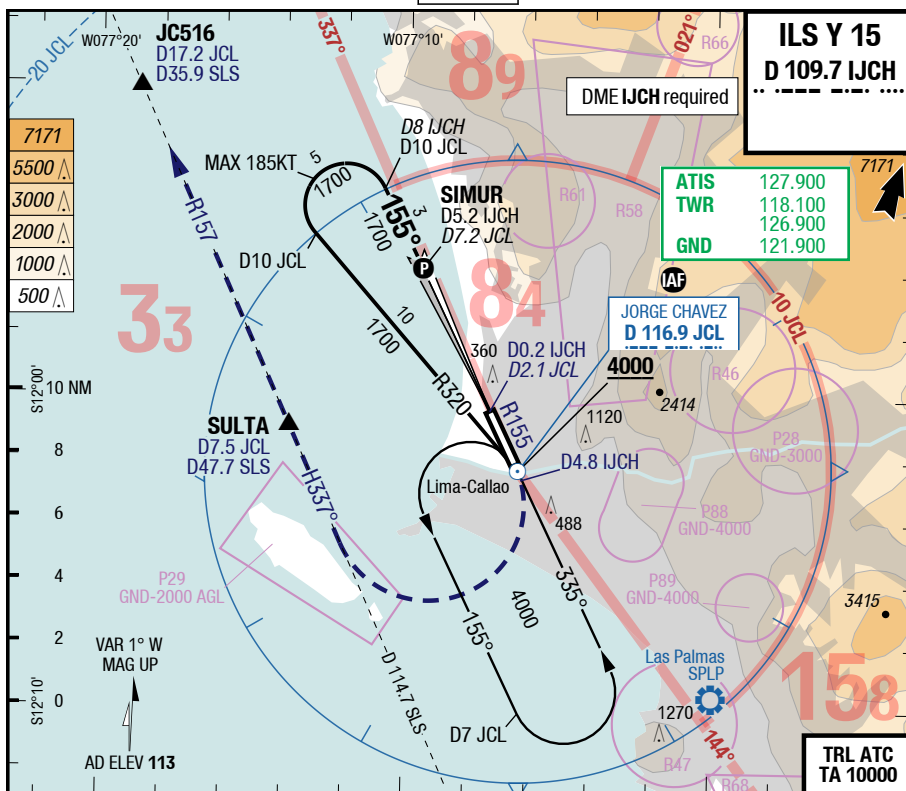 W077°20'
JC516
D17.2 JCL
D35.9 SLS
20 JCL
337°
W077°10'
89
021°
R66
ILS Y 15
D 109.7 IJCH
DME IJCH required
7171
5500
3000
2000
1000
500
MAX 185KT
5
1700
D8 IJCH
D10 JCL
155°
3
1700
SIMUR
D5.2 IJCH
D7.2 JCL
P
R61
R58
ATIS 127.900
TWR 118.100
126.900
GND 121.900
7171
IAF
R157
D10 JCL
33
10
1700
84
10 JCL
JORGE CHAVEZ
D 116.9 JCL
360
D0.2 IJCH
D2.1 JCL
4000
R46
S12°00'
10 NM
R320
R155
2414
1120
P28
GND-3000
SULTA
D7.5 JCL
D47.7 SLS
8
H337°
Lima-Callao
D4.8 IJCH
6
488
P88
GND-4000
P29
GND-2000 AGL
4
155°
4000
335°
P89
GND-4000
3415
2
VAR 1° W
MAG UP
D 114.7 SLS
Las Palmas
SPLP
158
S12°10'
0
D7 JCL
1270
144°
AD ELEV 113
R47
R68
TRL ATC
TA 10000